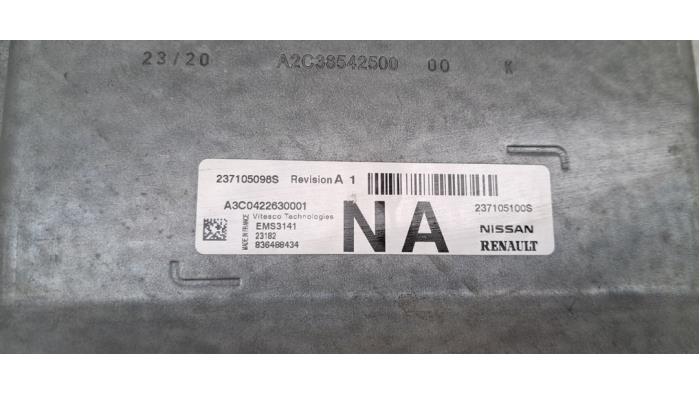 23/20 A2C38542500 00 K
237105098S Revision A 1
A3C0422630001 237105100S
Vitesco Technologies
MADE IN FRANCE
EMS3141
23182
836488434
NA
NISSAN
RENAULT